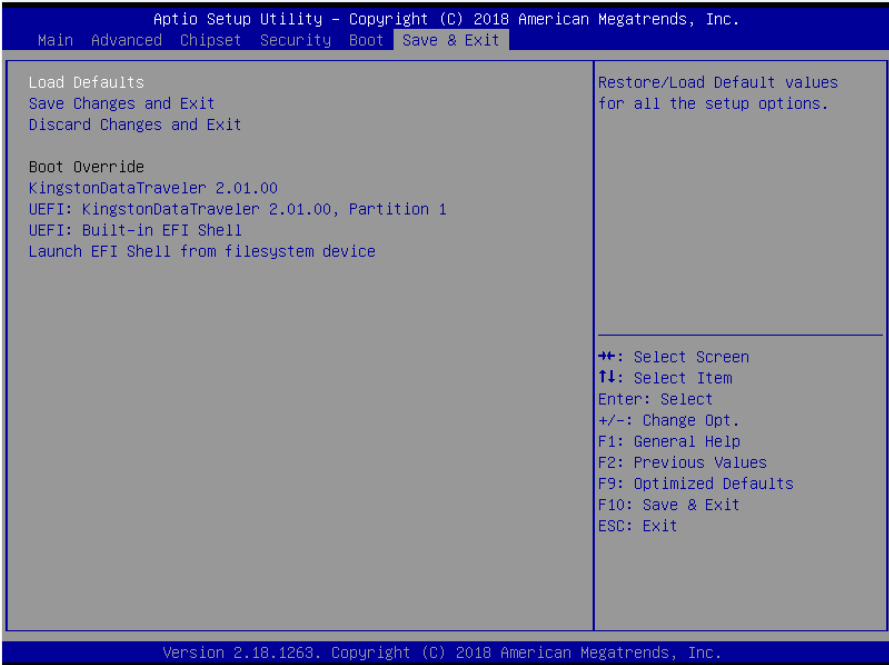 Aptio Setup Utility – Copyright (C) 2018 American Megatrends, Inc.
Main Advanced Chipset Security Boot Save & Exit
Load Defaults
Save Changes and Exit
Discard Changes and Exit
Boot Override
KingstonDataTraveler 2.01.00
UEFI: KingstonDataTraveler 2.01.00, Partition 1
UEFI: Built-in EFI Shell
Launch EFI Shell from filesystem device
Restore/Load Default values
for all the setup options.
→←: Select Screen
↑↓: Select Item
Enter: Select
+/-: Change Opt.
F1: General Help
F2: Previous Values
F9: Optimized Defaults
F10: Save & Exit
ESC: Exit
Version 2.18.1263. Copyright (C) 2018 American Megatrends, Inc.